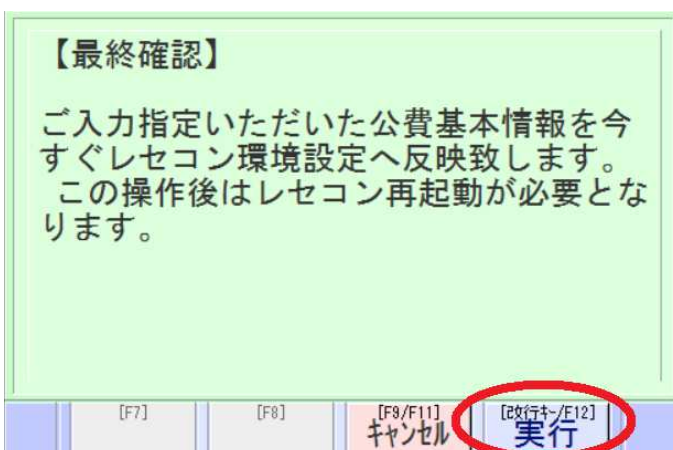 【最終確認】
ご入力指定いただいた公費基本情報を今
すぐレセコン環境設定へ反映致します。
この操作後はレセコン再起動が必要とな
ります。
[F7] [F8] [F9/F11] [改行キｰ/F12]
キャンセル 実行